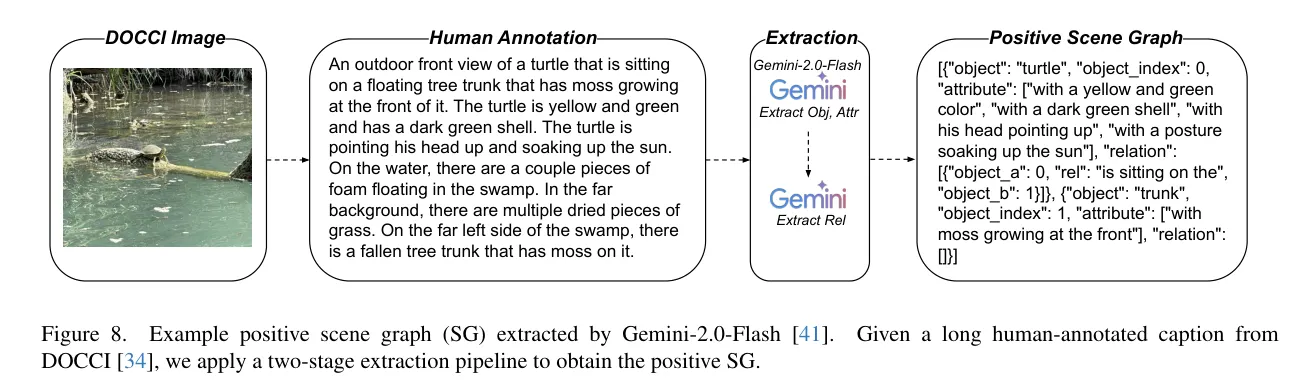 DOCCI Image
Human Annotation
An outdoor front view of a turtle that is sitting
on a floating tree trunk that has moss growing
at the front of it. The turtle is yellow and green
and has a dark green shell. The turtle is
pointing his head up and soaking up the sun.
On the water, there are a couple pieces of
foam floating in the swamp. In the far
background, there are multiple dried pieces of
grass. On the far left side of the swamp, there
is a fallen tree trunk that has moss on it.
Extraction
Gemini-2.0-Flash
Gemini
Extract Obj, Attr
Gemini
Extract Rel
Positive Scene Graph
[{"object": "turtle", "object_index": 0,
"attribute": ["with a yellow and green
color", "with a dark green shell", "with
his head pointing up", "with a posture
soaking up the sun"], "relation":
[{"object_a": 0, "rel": "is sitting on the",
"object_b": 1}]}, {"object": "trunk",
"object_index": 1, "attribute": ["with
moss growing at the front"], "relation":
[]}]
Figure 8. Example positive scene graph (SG) extracted by Gemini-2.0-Flash [41]. Given a long human-annotated caption from
DOCCI [34], we apply a two-stage extraction pipeline to obtain the positive SG.